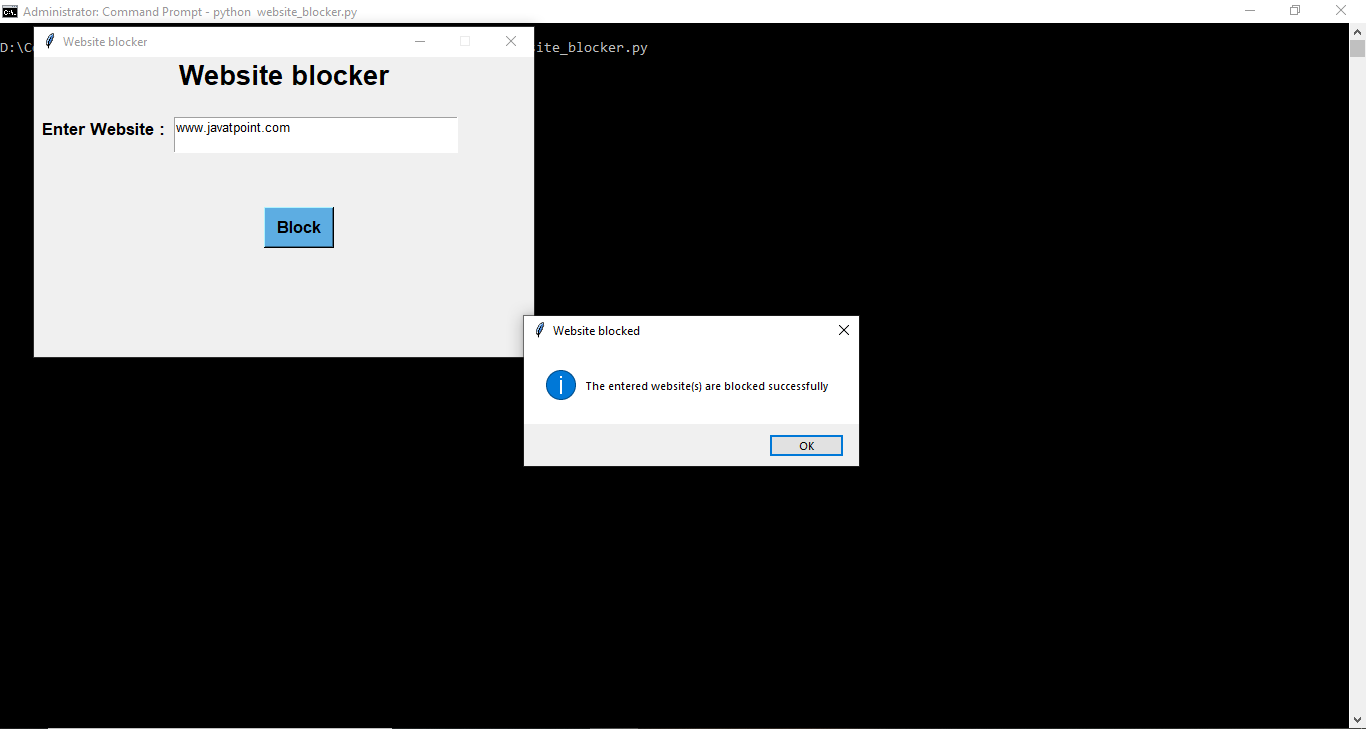 Administrator: Command Prompt - python  website_blocker.py
D:\C
site_blocker.py
Website blocker
Website blocker
Enter Website :
www.javatpoint.com
Block
Website blocked
The entered website(s) are blocked successfully
OK